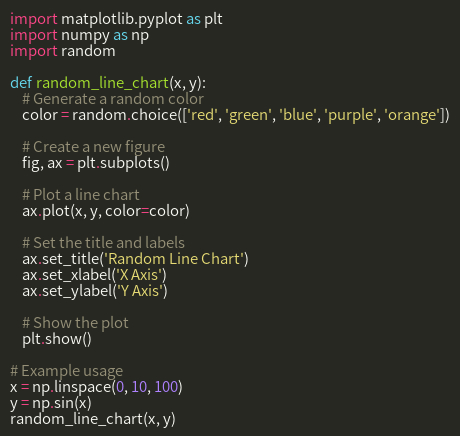 import matplotlib.pyplot as plt
import numpy as np
import random

def random_line_chart(x, y):
    # Generate a random color
    color = random.choice(['red', 'green', 'blue', 'purple', 'orange'])

    # Create a new figure
    fig, ax = plt.subplots()

    # Plot a line chart
    ax.plot(x, y, color=color)

    # Set the title and labels
    ax.set_title('Random Line Chart')
    ax.set_xlabel('X Axis')
    ax.set_ylabel('Y Axis')

    # Show the plot
    plt.show()

# Example usage
x = np.linspace(0, 10, 100)
y = np.sin(x)
random_line_chart(x, y)